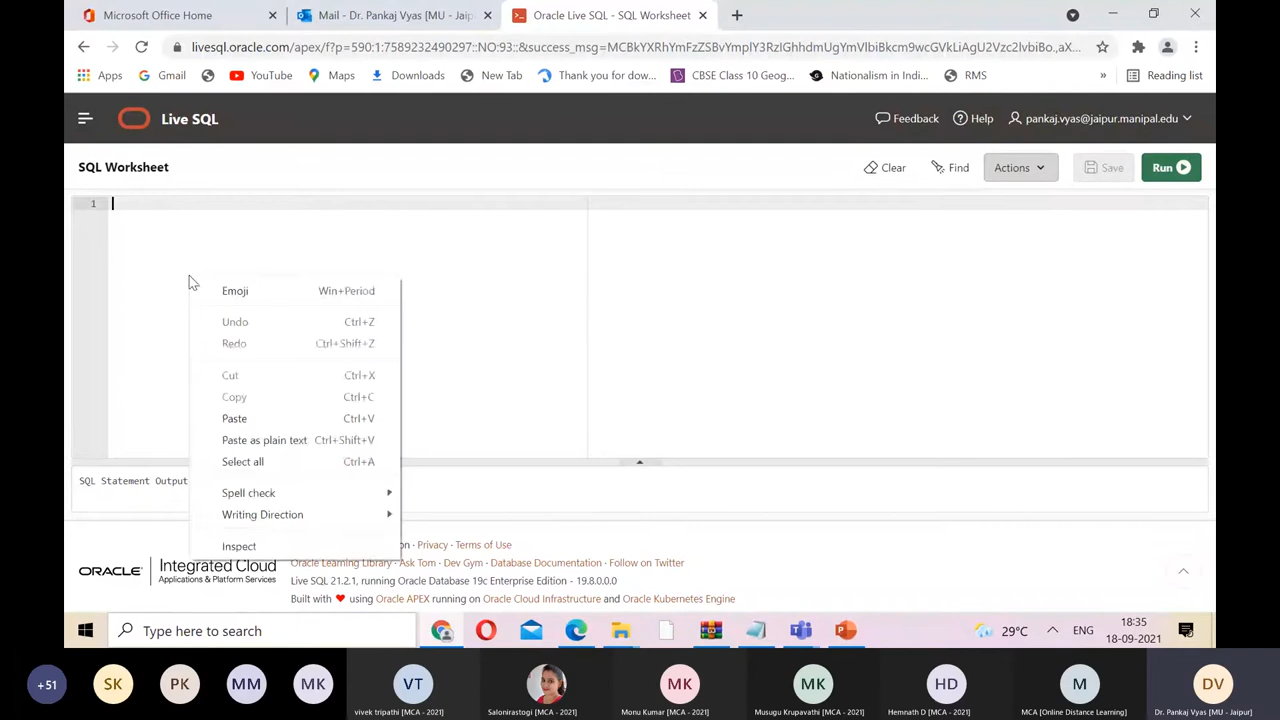 Microsoft Office Home
Mail - Dr. Pankaj Vyas [MU - Jaip
Oracle Live SQL - SQL Worksheet
livesql.oracle.com/apex/f?p=590:1:7589232490297::NO:93::&success_msg=MCBkYXRhYmFzZSBvYmplY3RzIGhhdmUgYmVlbiBkcm9wcGVkLiAgU2Vzc2lvbiBo.,aX...
Apps
Gmail
YouTube
Maps
Downloads
New Tab
Thank you for dow...
CBSE Class 10 Geog...
Nationalism in Indi...
RMS
»
Reading list
Live SQL
Feedback
Help
pankaj.vyas@jaipur.manipal.edu
SQL Worksheet
Clear
Find
Actions
Save
Run
1
Emoji Win+Period
Undo Ctrl+Z
Redo Ctrl+Shift+Z
Cut Ctrl+X
Copy Ctrl+C
Paste Ctrl+V
Paste as plain text Ctrl+Shift+V
Select all Ctrl+A
Spell check
Writing Direction
Inspect
SQL Statement Output
on · Privacy · Terms of Use
ORACLE Integrated Cloud
Applications & Platform Services
Oracle Learning Library · Ask Tom · Dev Gym · Database Documentation · Follow on Twitter
Live SQL 21.2.1, running Oracle Database 19c Enterprise Edition - 19.8.0.0.0
Built with ❤ using Oracle APEX running on Oracle Cloud Infrastructure and Oracle Kubernetes Engine
Type here to search
29°C
ENG
18:35
18-09-2021
+51
SK
PK
MM
MK
VT
vivek tripathi [MCA - 2021]
Salonirastogi [MCA - 2021]
MK
Monu Kumar [MCA - 2021]
MK
Musugu Krupavathi [MCA - 2021]
HD
Hemnath D [MCA - 2021]
M
MCA [Online Distance Learning]
DV
Dr. Pankaj Vyas [MU - Jaipur]